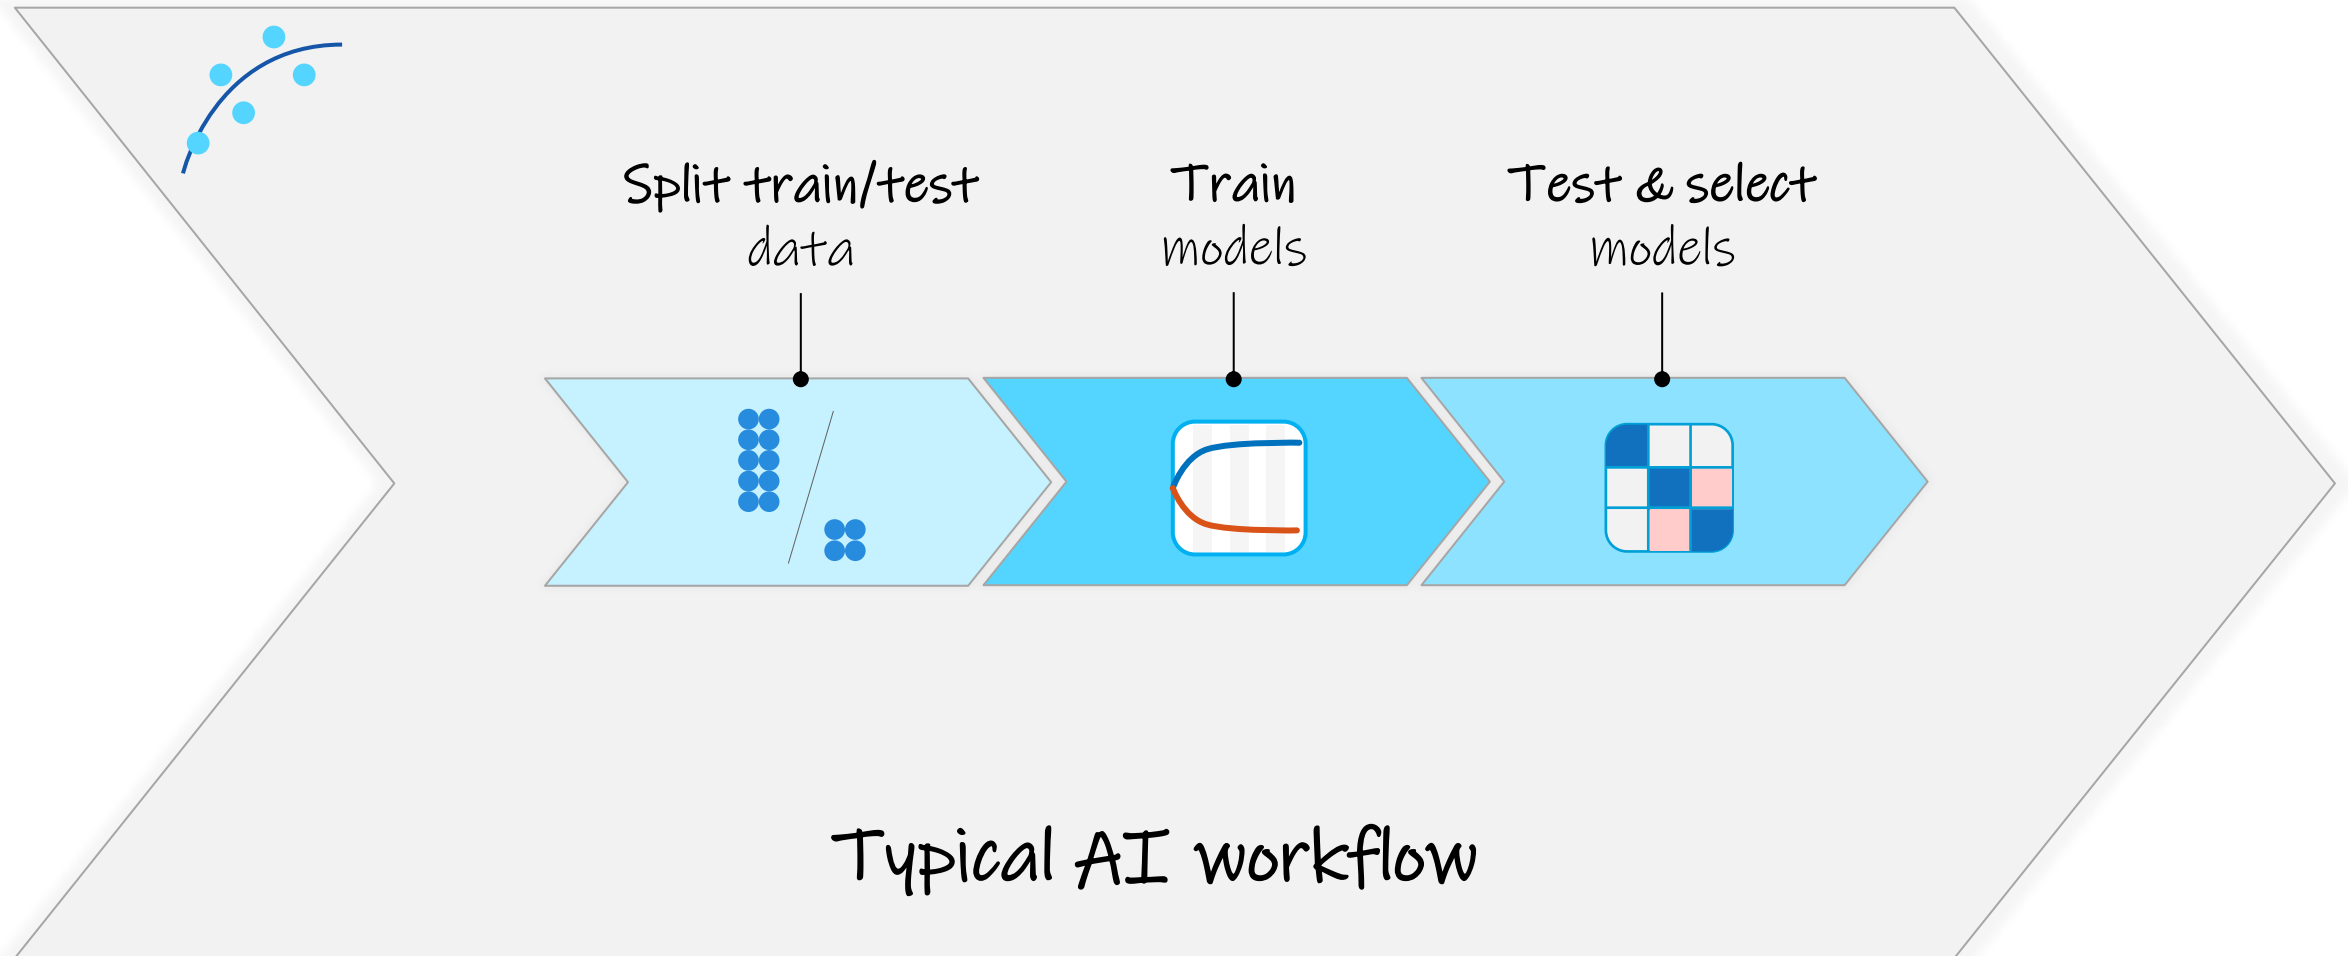 Split train/test
data
Train
models
Test & select
models
Typical AI workflow